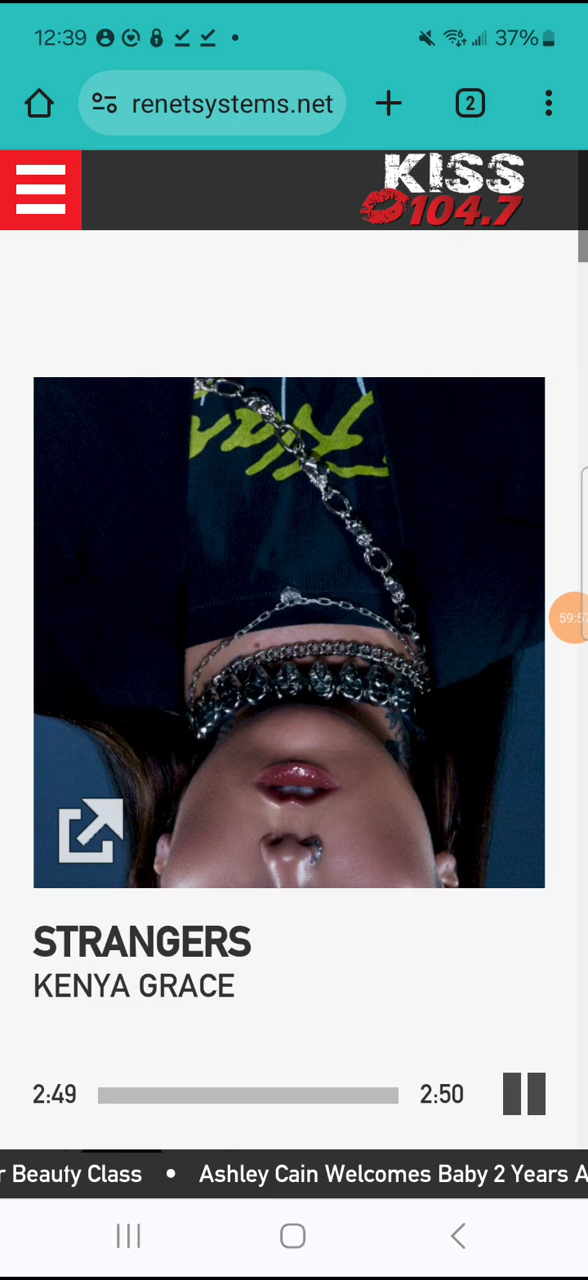 12:39
37%
renetsystems.net
2
KISS
104.7
STRANGERS
KENYA GRACE
2:49
2:50
r Beauty Class • Ashley Cain Welcomes Baby 2 Years A